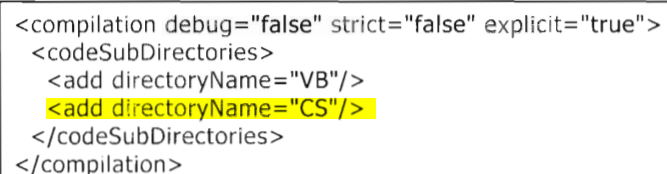 <compilation debug="false" strict="false" explicit="true">
<codeSubDirectories>
<add directoryName="VB"/>
<add directoryName="CS"/>
</codeSubDirectories>
</compilation>